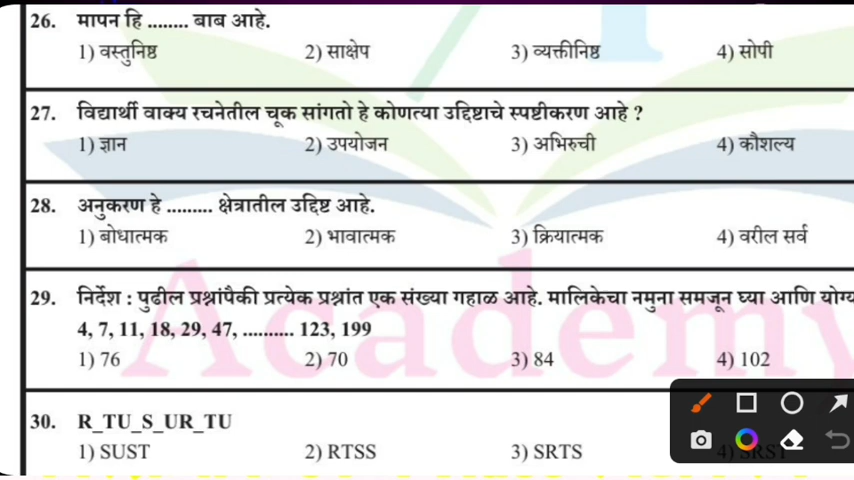 26. मापन हि ........ बाब आहे.
1) वस्तुनिष्ठ 2) साक्षेप 3) व्यक्तीनिष्ठ 4) सोपी
27. विद्यार्थी वाक्य रचनेतील चूक सांगतो हे कोणत्या उद्दिष्टाचे स्पष्टीकरण आहे ?
1) ज्ञान 2) उपयोजन 3) अभिरुची 4) कौशल्य
28. अनुकरण हे ......... क्षेत्रातील उद्दिष्ट आहे.
1) बोधात्मक 2) भावात्मक 3) क्रियात्मक 4) वरील सर्व
29. निर्देश : पुढील प्रश्नांपैकी प्रत्येक प्रश्नांत एक संख्या गहाळ आहे. मालिकेचा नमुना समजून घ्या आणि योग्य
4, 7, 11, 18, 29, 47, .......... 123, 199
1) 76 2) 70 3) 84 4) 102
30. R_TU_S_UR_TU
1) SUST 2) RTSS 3) SRTS 4) SRST
Academy